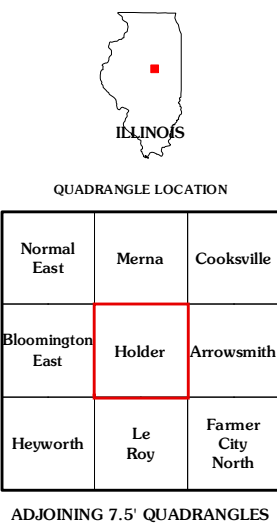 ILLINOIS
QUADRANGLE LOCATION
Normal
East
Merna
Cooksville
Bloomington
East
Holder
Arrowsmith
Heyworth
Le
Roy
Farmer
City
North
ADJOINING 7.5' QUADRANGLES